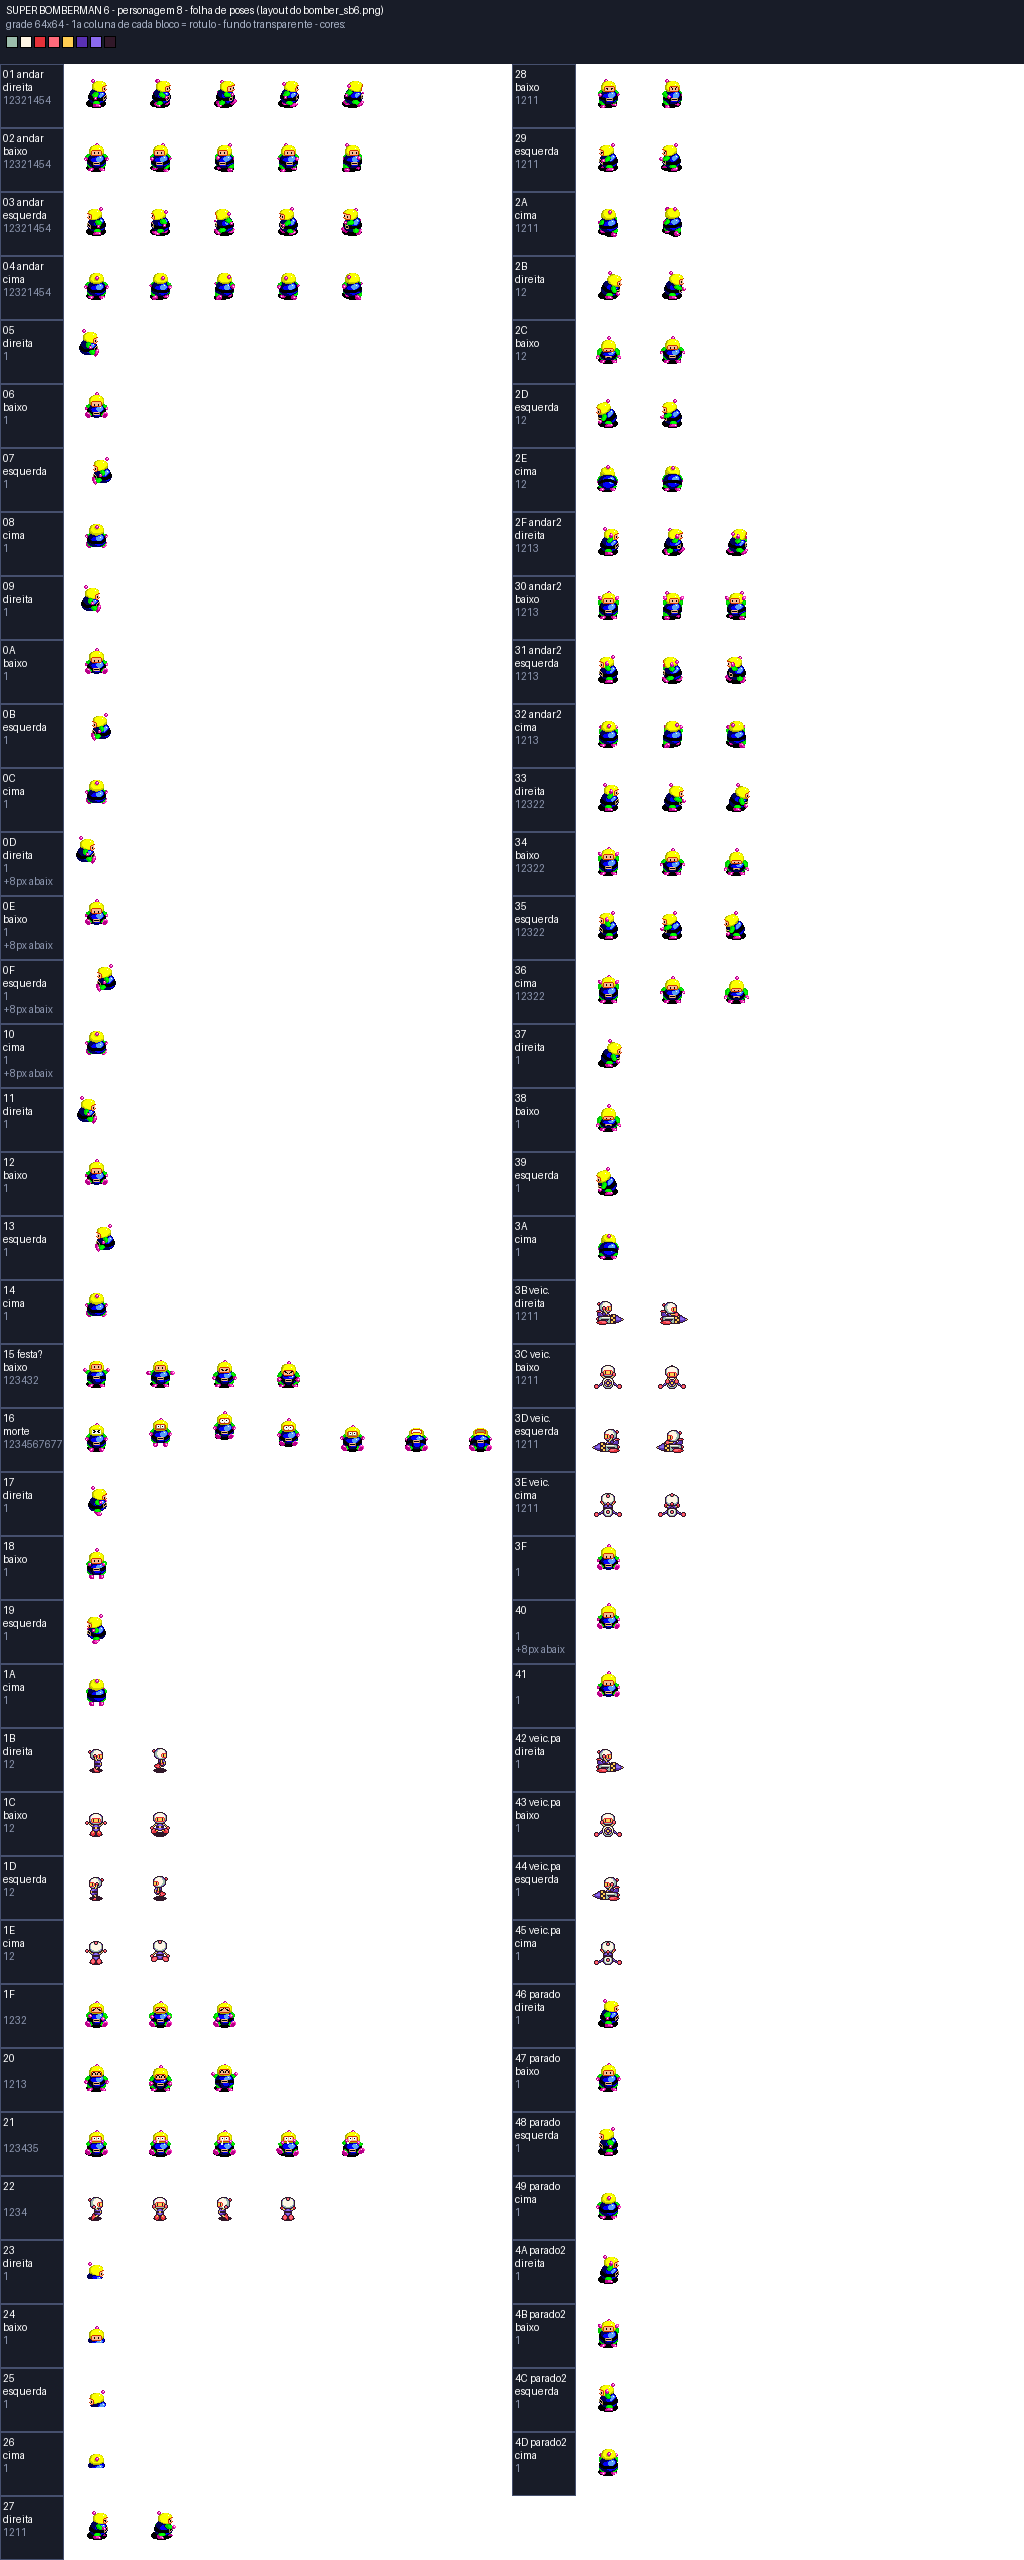 SUPER BOMBERMAN 6 - personagem 8 - folha de poses (layout do bomber_sb6.png)
grade 64x64 - 1a coluna de cada bloco = rotulo - fundo transparente - cores:
01 andar
direita
12321454
02 andar
baixo
12321454
03 andar
esquerda
12321454
04 andar
cima
12321454
05
direita
1
06
baixo
1
07
esquerda
1
08
cima
1
09
direita
1
0A
baixo
1
0B
esquerda
1
0C
cima
1
0D
direita
1
+8px abaix
0E
baixo
1
+8px abaix
0F
esquerda
1
+8px abaix
10
cima
1
+8px abaix
11
direita
1
12
baixo
1
13
esquerda
1
14
cima
1
15 festa?
baixo
123432
16
morte
1234567677
17
direita
1
18
baixo
1
19
esquerda
1
1A
cima
1
1B
direita
12
1C
baixo
12
1D
esquerda
12
1E
cima
12
1F
1232
20
1213
21
123435
22
1234
23
direita
1
24
baixo
1
25
esquerda
1
26
cima
1
27
direita
1211
28
baixo
1211
29
esquerda
1211
2A
cima
1211
2B
direita
12
2C
baixo
12
2D
esquerda
12
2E
cima
12
2F andar2
direita
1213
30 andar2
baixo
1213
31 andar2
esquerda
1213
32 andar2
cima
1213
33
direita
12322
34
baixo
12322
35
esquerda
12322
36
cima
12322
37
direita
1
38
baixo
1
39
esquerda
1
3A
cima
1
3B veic.
direita
1211
3C veic.
baixo
1211
3D veic.
esquerda
1211
3E veic.
cima
1211
3F
1
40
1
+8px abaix
41
1
42 veic.pa
direita
1
43 veic.pa
baixo
1
44 veic.pa
esquerda
1
45 veic.pa
cima
1
46 parado
direita
1
47 parado
baixo
1
48 parado
esquerda
1
49 parado
cima
1
4A parado2
direita
1
4B parado2
baixo
1
4C parado2
esquerda
1
4D parado2
cima
1